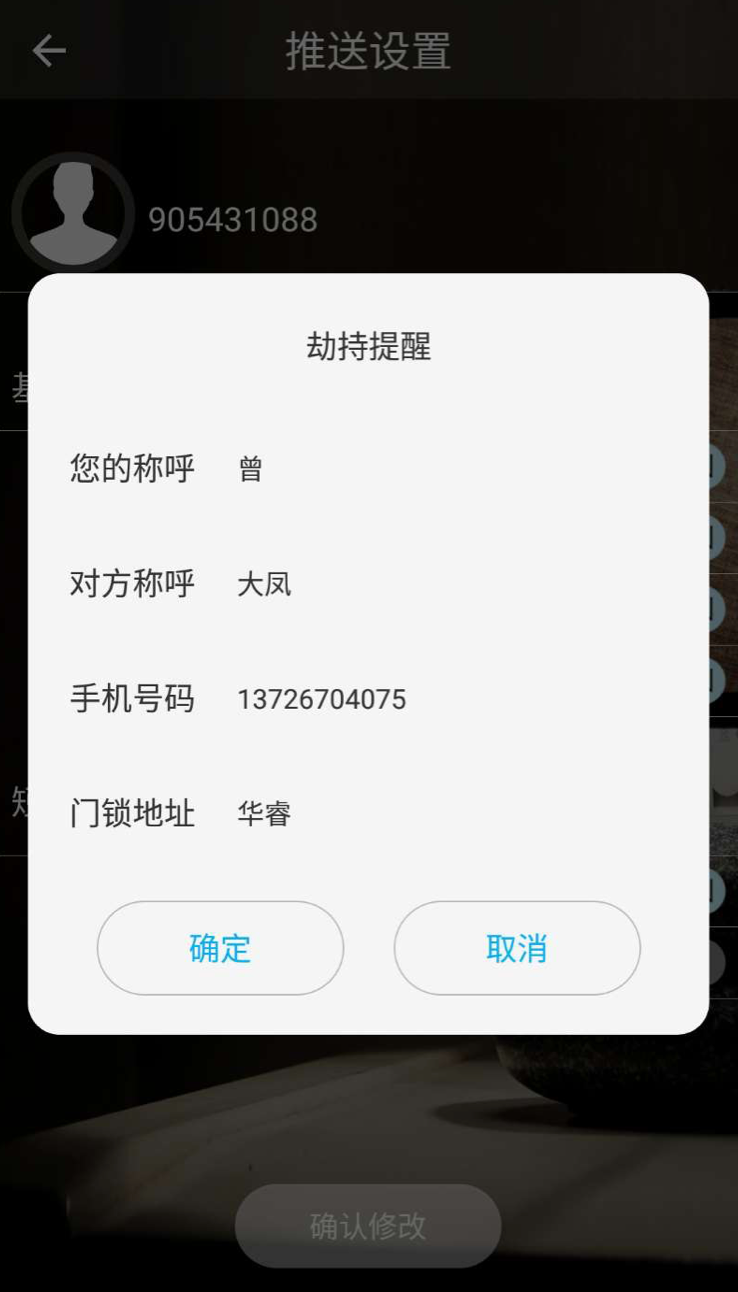 推送设置
905431088
劫持提醒
您的称呼 曾
对方称呼 大凤
手机号码 13726704075
门锁地址 华睿
确定 取消
确认修改